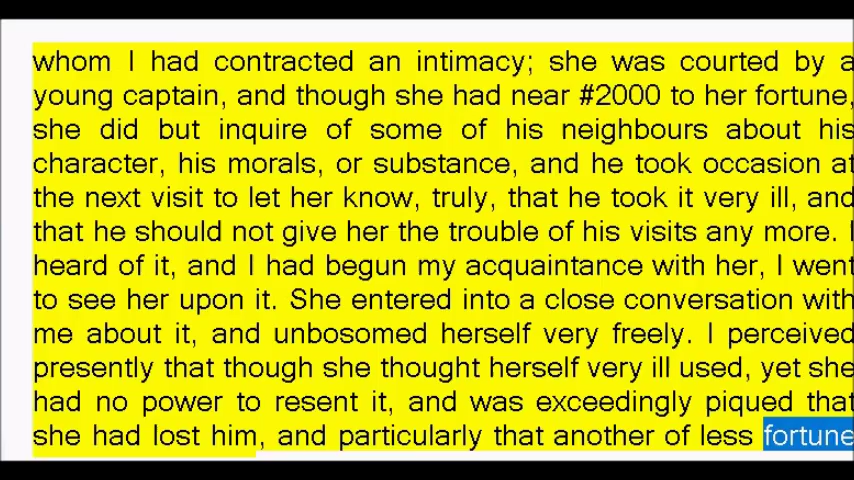 whom I had contracted an intimacy; she was courted by a
young captain, and though she had near #2000 to her fortune,
she did but inquire of some of his neighbours about his
character, his morals, or substance, and he took occasion at
the next visit to let her know, truly, that he took it very ill, and
that he should not give her the trouble of his visits any more. I
heard of it, and I had begun my acquaintance with her, I went
to see her upon it. She entered into a close conversation with
me about it, and unbosomed herself very freely. I perceived
presently that though she thought herself very ill used, yet she
had no power to resent it, and was exceedingly piqued that
she had lost him, and particularly that another of less fortune